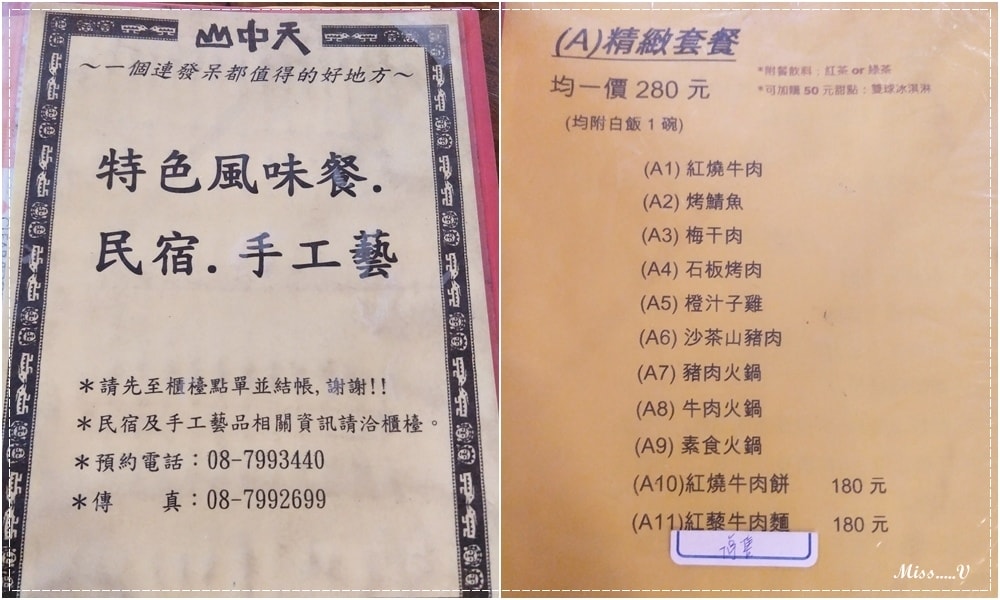 山中天
～一個連發呆都值得的好地方～
特色風味餐.
民宿.手工藝
＊請先至櫃檯點單並結帳,謝謝!!
＊民宿及手工藝品相關資訊請洽櫃檯。
＊預約電話：08-7993440
＊傳　　真：08-7992699
(A)精緻套餐
均一價 280 元
*附餐飲料：紅茶 or 綠茶
*可加購 50 元甜點：雙球冰淇淋
(均附白飯 1 碗)
(A1) 紅燒牛肉
(A2) 烤鯖魚
(A3) 梅干肉
(A4) 石板烤肉
(A5) 橙汁子雞
(A6) 沙茶山豬肉
(A7) 豬肉火鍋
(A8) 牛肉火鍋
(A9) 素食火鍋
(A10)紅燒牛肉餅 180 元
(A11)紅藜牛肉麵 180 元
停售
Miss.....V